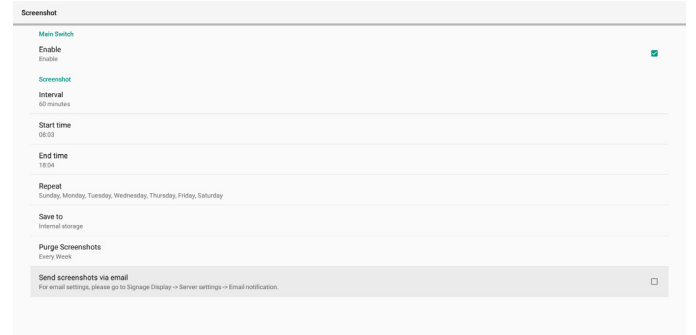 Screenshot
Main Switch
Enable
Enable
Screenshot
Interval
60 minutes
Start time
08:03
End time
18:04
Repeat
Sunday, Monday, Tuesday, Wednesday, Thursday, Friday, Saturday
Save to
Internal storage
Purge Screenshots
Every Week
Send screenshots via email
For email settings, please go to Signage Display -> Server settings -> Email notification.